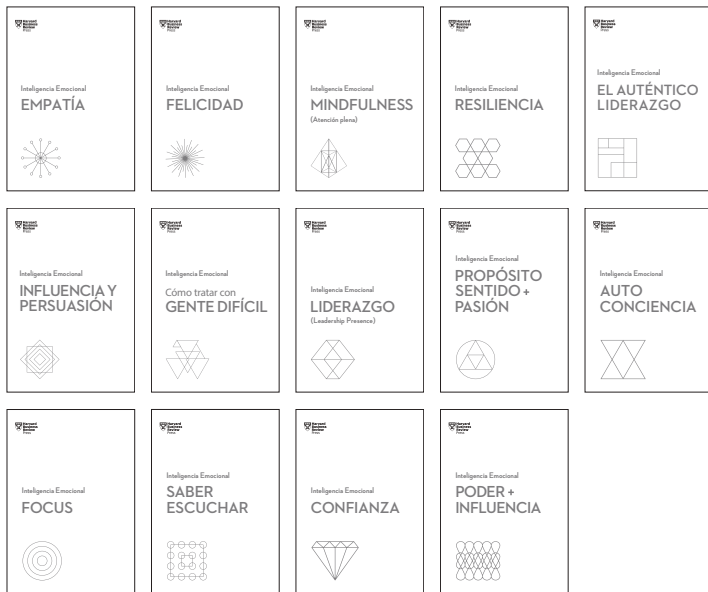 Harvard
Business
Review
Press
Inteligencia Emocional
EMPATÍA
Harvard
Business
Review
Press
Inteligencia Emocional
FELICIDAD
Harvard
Business
Review
Press
Inteligencia Emocional
MINDFULNESS
(Atención plena)
Harvard
Business
Review
Press
Inteligencia Emocional
RESILIENCIA
Harvard
Business
Review
Press
Inteligencia Emocional
EL AUTÉNTICO
LIDERAZGO
Harvard
Business
Review
Press
Inteligencia Emocional
INFLUENCIA Y
PERSUASIÓN
Harvard
Business
Review
Press
Inteligencia Emocional
Cómo tratar con
GENTE DIFÍCIL
Harvard
Business
Review
Press
Inteligencia Emocional
LIDERAZGO
(Leadership Presence)
Harvard
Business
Review
Press
Inteligencia Emocional
PROPÓSITO
SENTIDO +
PASIÓN
Harvard
Business
Review
Press
Inteligencia Emocional
AUTO
CONCIENCIA
Harvard
Business
Review
Press
Inteligencia Emocional
FOCUS
Harvard
Business
Review
Press
Inteligencia Emocional
SABER
ESCUCHAR
Harvard
Business
Review
Press
Inteligencia Emocional
CONFIANZA
Harvard
Business
Review
Press
Inteligencia Emocional
PODER +
INFLUENCIA